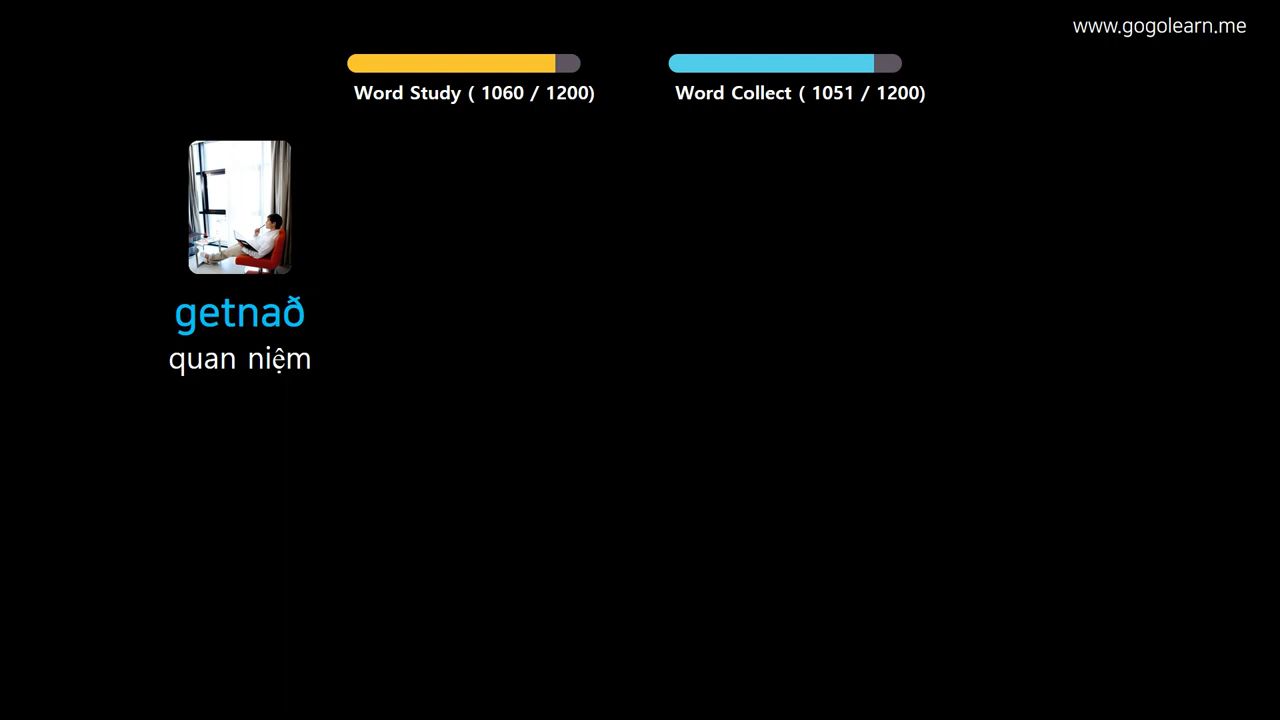 www.gogolearn.me
Word Study ( 1060 / 1200)
Word Collect ( 1051 / 1200)
getnað
quan niệm